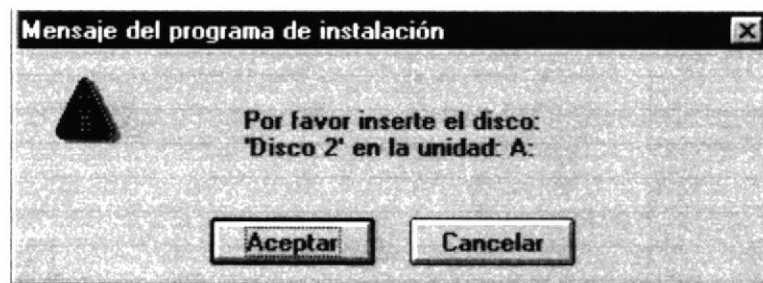 Mensaje del programa de instalación
Por favor inserte el disco:
'Disco 2' en la unidad: A:
Aceptar
Cancelar